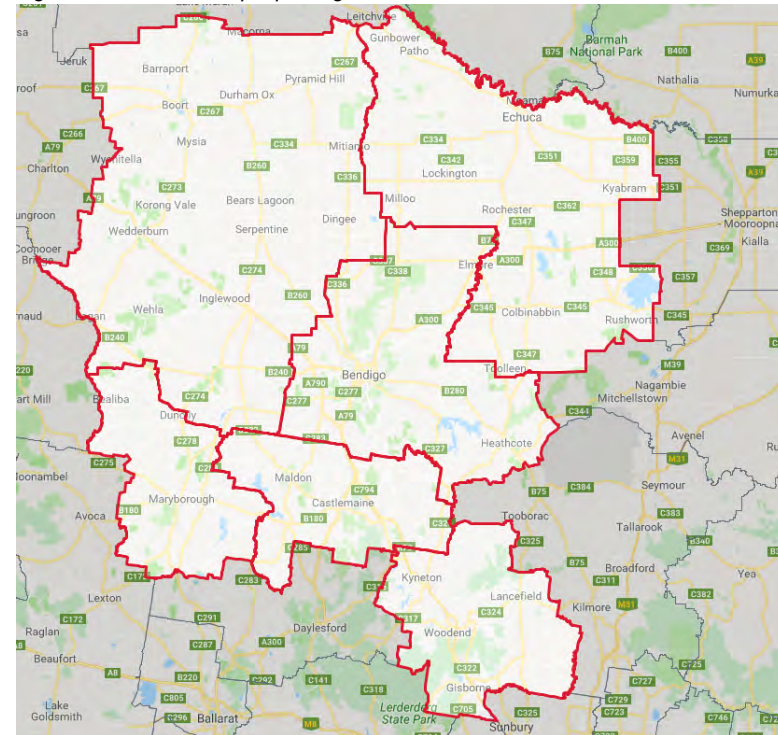 Leitchville
Macorna
Gunbower
Barmah
National Park
Patho
B75
B400
Jeruk
Barraport
Pyramid Hill
C267
Nathalia
A39
C267
Durham Ox
Numurka
Boort
C267
Echuca
C266
Mysia
C334
Mitiamo
C334
C351
B400
C358
A79
Wychitella
B260
C342
C359
C355
Charlton
C336
Lockington
A39
C273
Kyabram
C351
Korong Vale
Bears Lagoon
Milloo
C362
Rochester
Shepparton
Mooroopna
Wedderburn
Serpentine
Dingee
C347
A300
C369
Kialla
Elmore
A300
C338
C348
C357
C274
C336
Inglewood
B260
C345
Colbinabbin
C345
C345
Wehla
A300
Rushworth
B240
A79
C347
M39
Toolleen
B240
A790
Bendigo
Nagambie
Bealiba
C274
C277
C277
B280
Mitchellstown
C344
Dunolly
A79
Avenel
C278
Heathcote
C327
M31
C275
Maldon
C794
B75
C384
Seymour
Maryborough
Castlemaine
Avoca
B180
B180
Tooborac
C383
C325
Tallarook
B340
C285
Kyneton
B75
Broadford
C283
C311
Yea
Lexton
Lancefield
C382
Kilmore
M31
C172
C291
C324
Raglan
Daylesford
C317
Woodend
C287
A300
Beaufort
C322
A8
B220
C292
C141
C727
C318
Gisborne
Lake
Goldsmith
C805
C729
Lerderderg
State Park
C705
C325
C723
C746
C296
Ballarat
M8
Sunbury